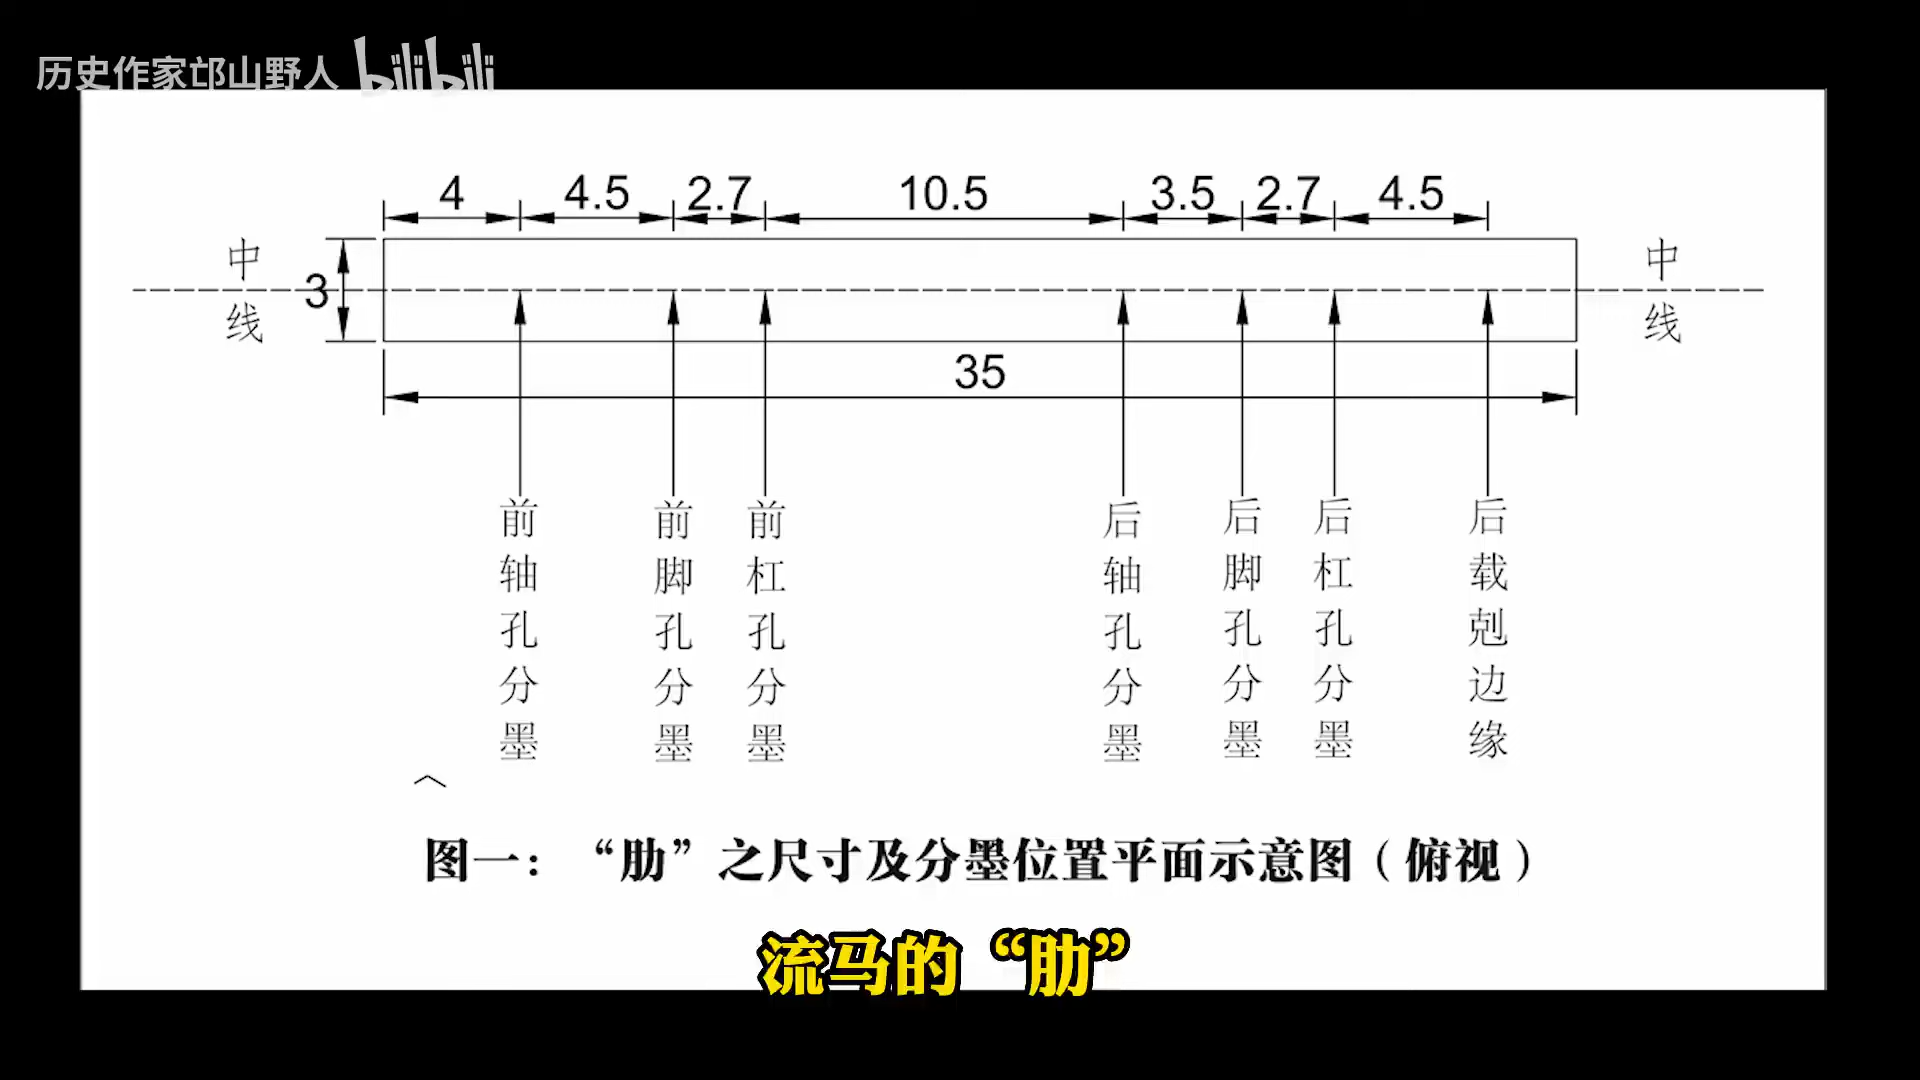 历史作家邙山野人 bilibili
4 4.5 2.7 10.5 3.5 2.7 4.5
中线
3
中线
35
前轴孔分墨
前脚孔分墨
前杠孔分墨
后轴孔分墨
后脚孔分墨
后杠孔分墨
后载剋边缘
图一：“肋”之尺寸及分墨位置平面示意图（俯视）
流马的“肋”